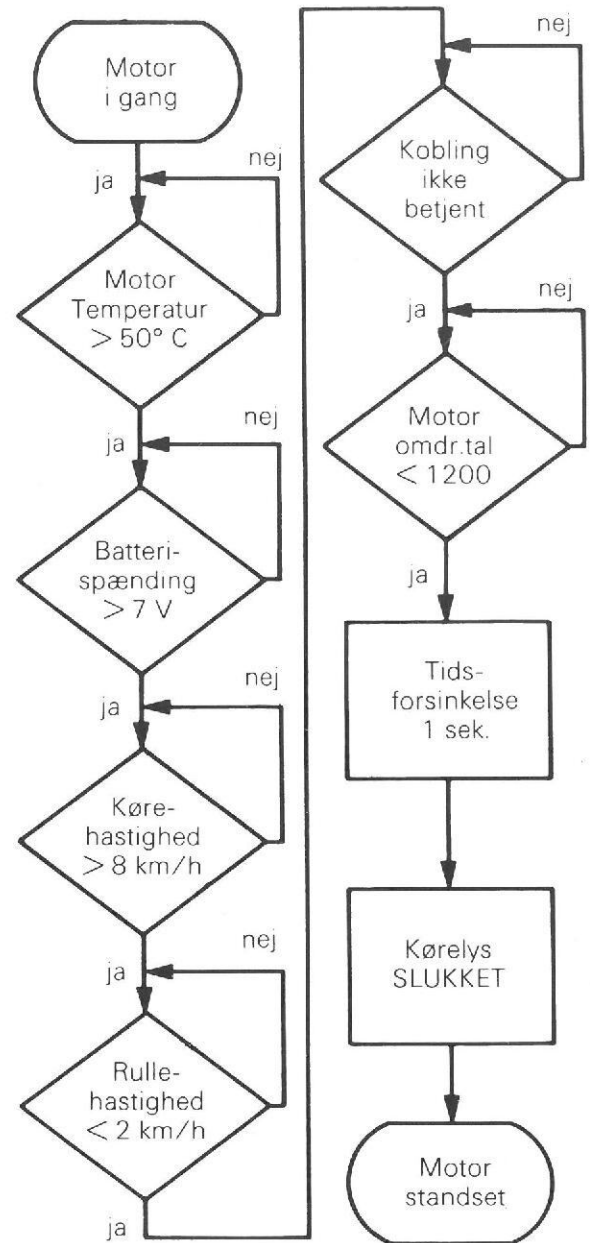 Motor
i gang
nej
ja
Motor
Temperatur
> 50° C
nej
ja
Batteri-
spænding
> 7 V
nej
ja
Køre-
hastighed
> 8 km/h
nej
ja
Rulle-
hastighed
< 2 km/h
ja
nej
Kobling
ikke
betjent
nej
ja
Motor
omdr.tal
< 1200
ja
Tids-
forsinkelse
1 sek.
Kørelys
SLUKKET
Motor
standset